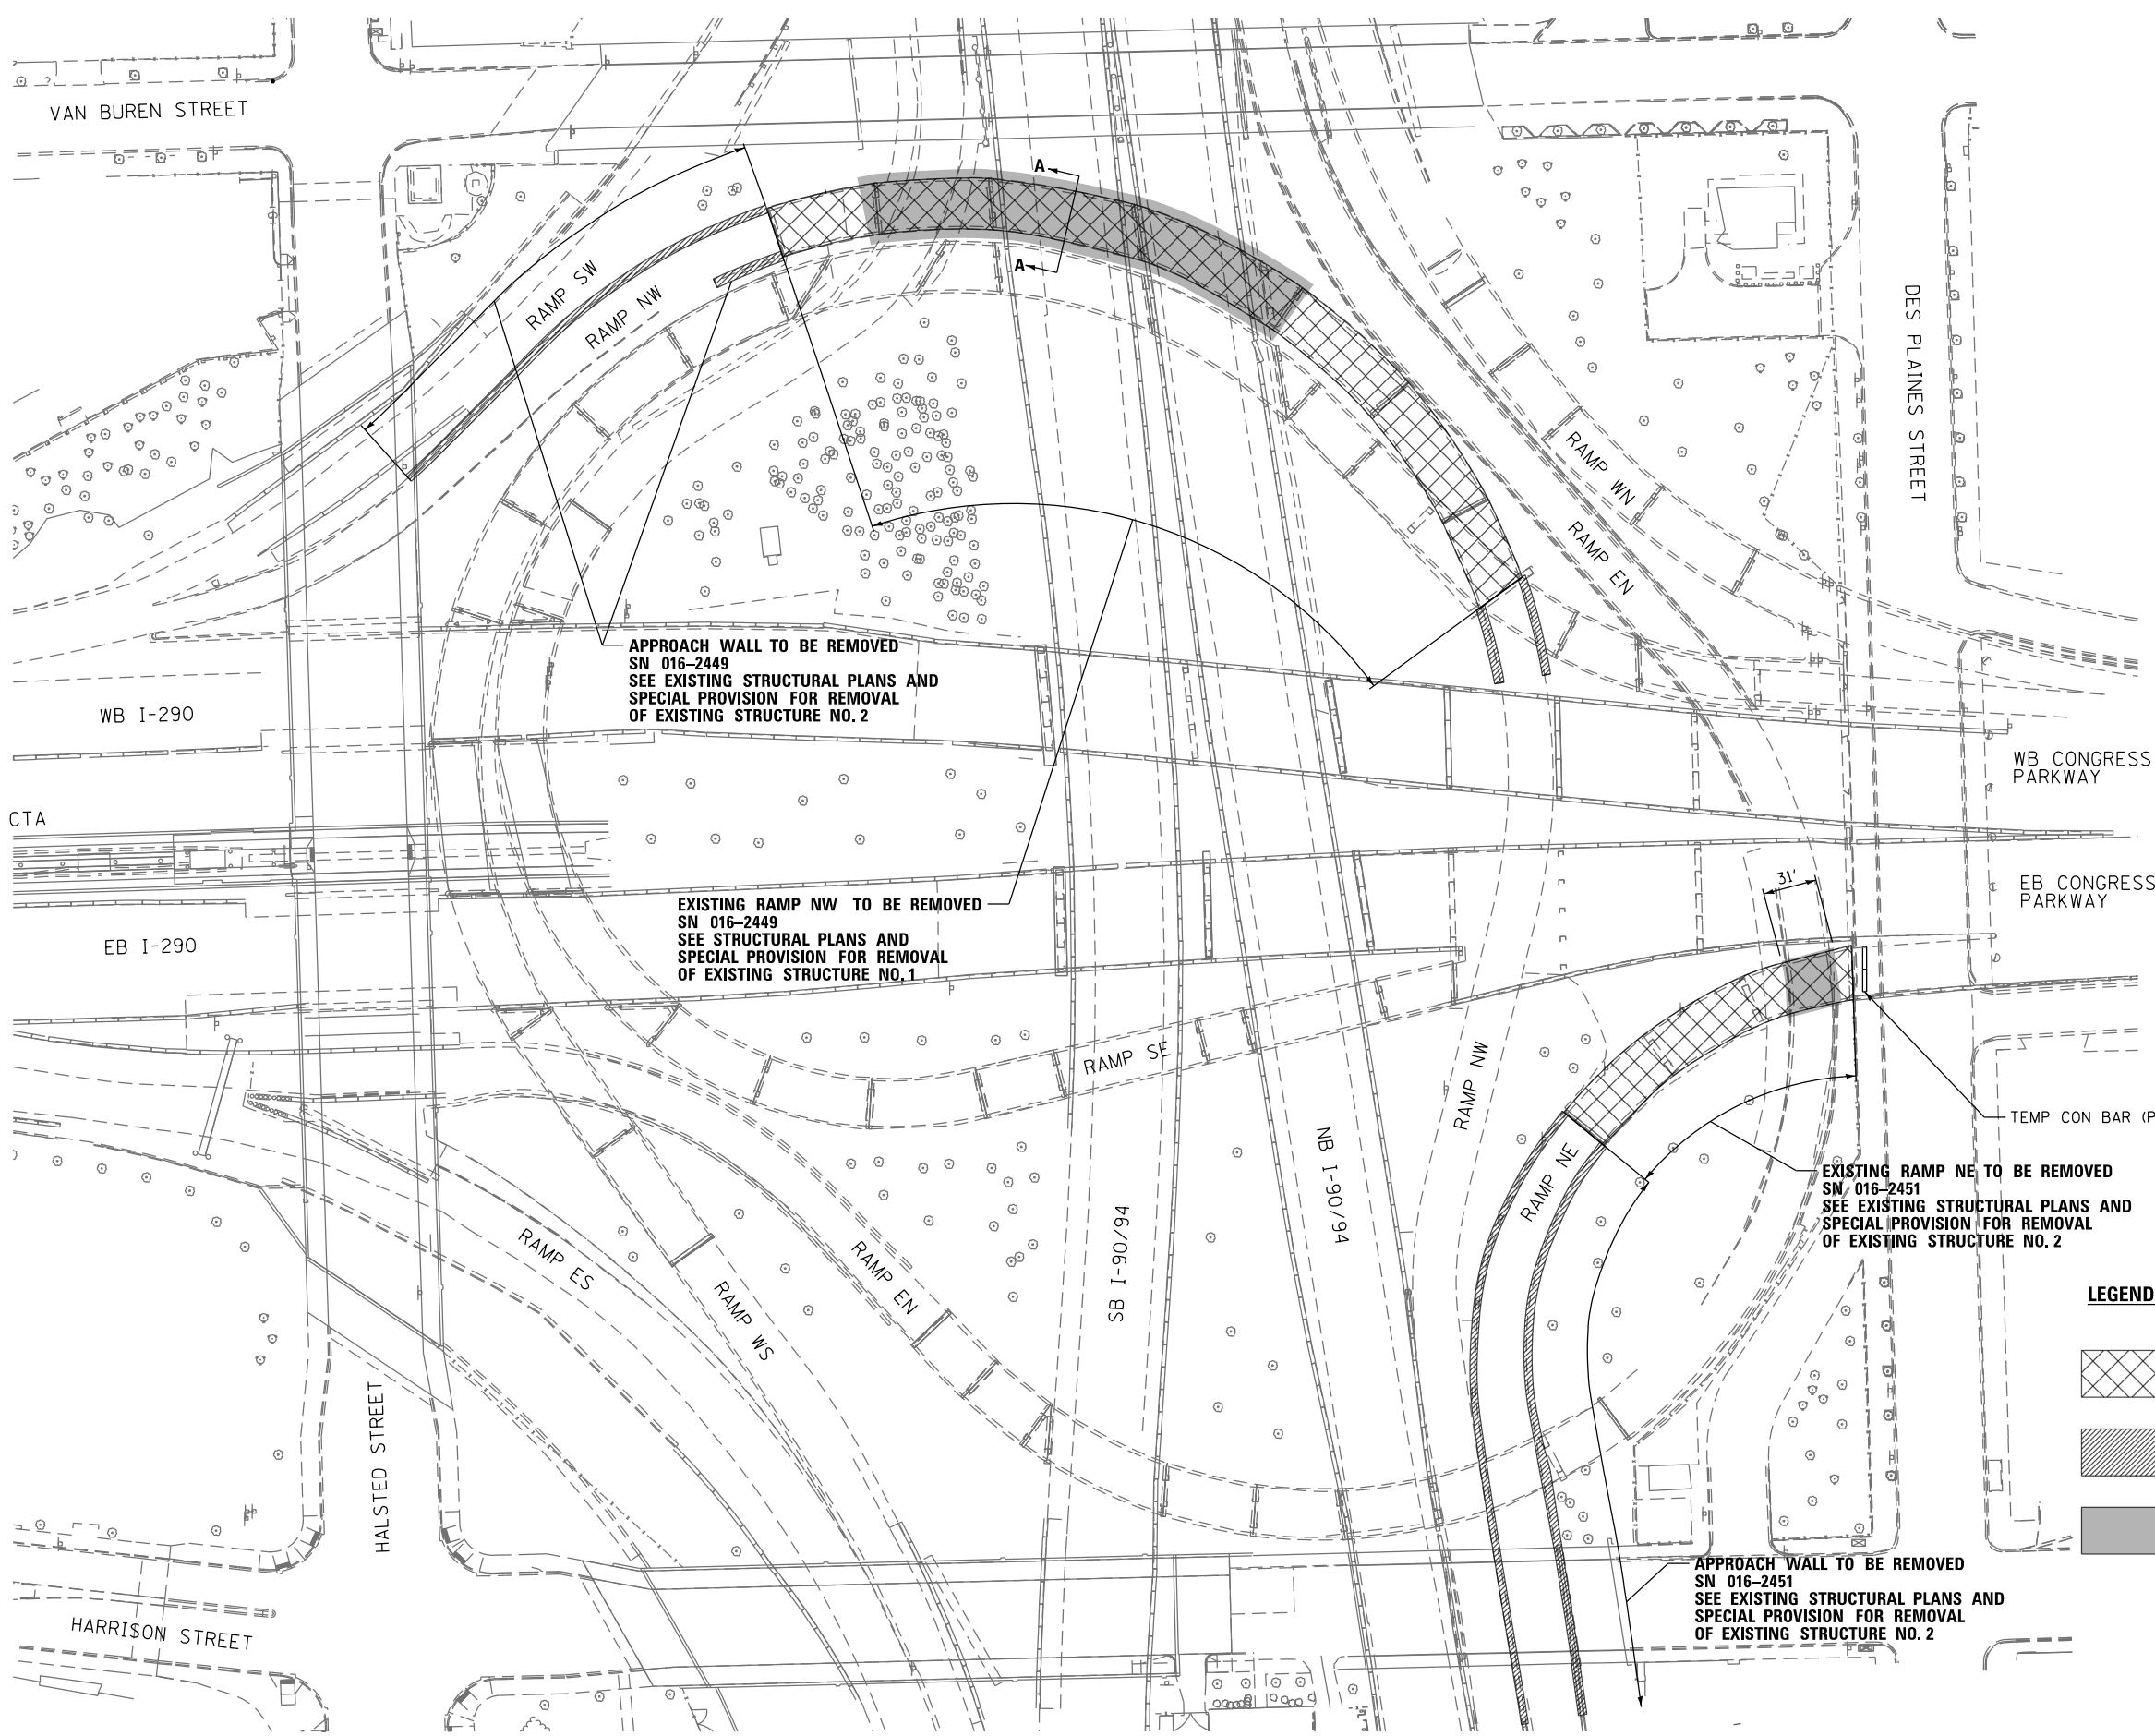 VAN BUREN STREET
A
A
RAMP SW
RAMP NW
DES PLAINES STREET
RAMP WN
RAMP EN
APPROACH WALL TO BE REMOVED
SN 016-2449
SEE EXISTING STRUCTURAL PLANS AND
SPECIAL PROVISION FOR REMOVAL
OF EXISTING STRUCTURE NO. 2
WB I-290
WB CONGRESS
PARKWAY
CTA
31'
EB CONGRESS
PARKWAY
EXISTING RAMP NW TO BE REMOVED
SN 016-2449
SEE STRUCTURAL PLANS AND
SPECIAL PROVISION FOR REMOVAL
OF EXISTING STRUCTURE NO. 1
EB I-290
RAMP SE
RAMP NW
TEMP CON BAR (P
NB I-90/94
RAMP NE
EXISTING RAMP NE TO BE REMOVED
SN 016-2451
SEE EXISTING STRUCTURAL PLANS AND
SPECIAL PROVISION FOR REMOVAL
OF EXISTING STRUCTURE NO. 2
SB I-90/94
RAMP ES
RAMP EN
RAMP WS
LEGEND
HALSTED STREET
APPROACH WALL TO BE REMOVED
SN 016-2451
SEE EXISTING STRUCTURAL PLANS AND
SPECIAL PROVISION FOR REMOVAL
OF EXISTING STRUCTURE NO. 2
HARRISON STREET